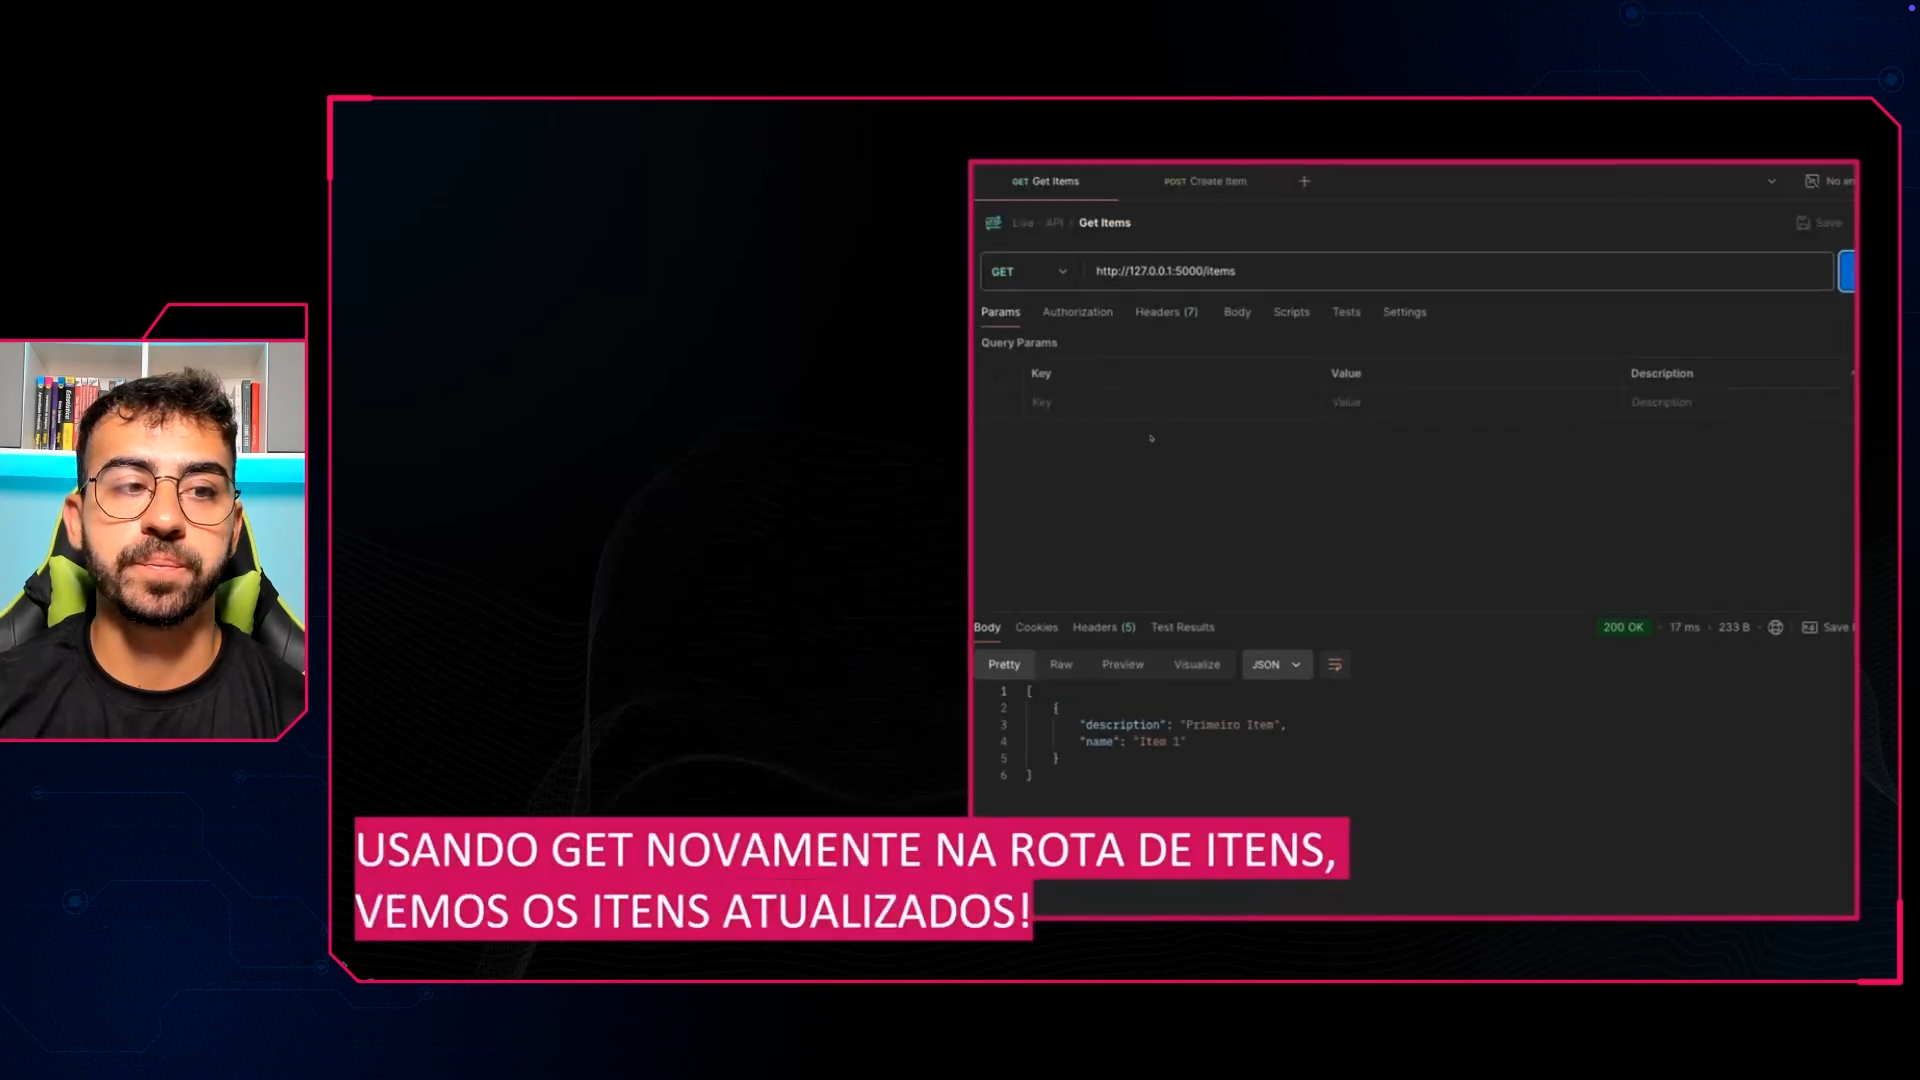 GET Get Items POST Create Item +
Live - API / Get Items Save
GET http://127.0.0.1:5000/items
Params Authorization Headers (7) Body Scripts Tests Settings
Query Params
Key Value Description
Key Value Description
Body Cookies Headers (5) Test Results 200 OK • 17 ms • 233 B • Save
Pretty Raw Preview Visualize JSON
1 [
2 {
3 "description": "Primeiro Item",
4 "name": "Item 1"
5 }
6 ]
USANDO GET NOVAMENTE NA ROTA DE ITENS,
VEMOS OS ITENS ATUALIZADOS!
Estatística